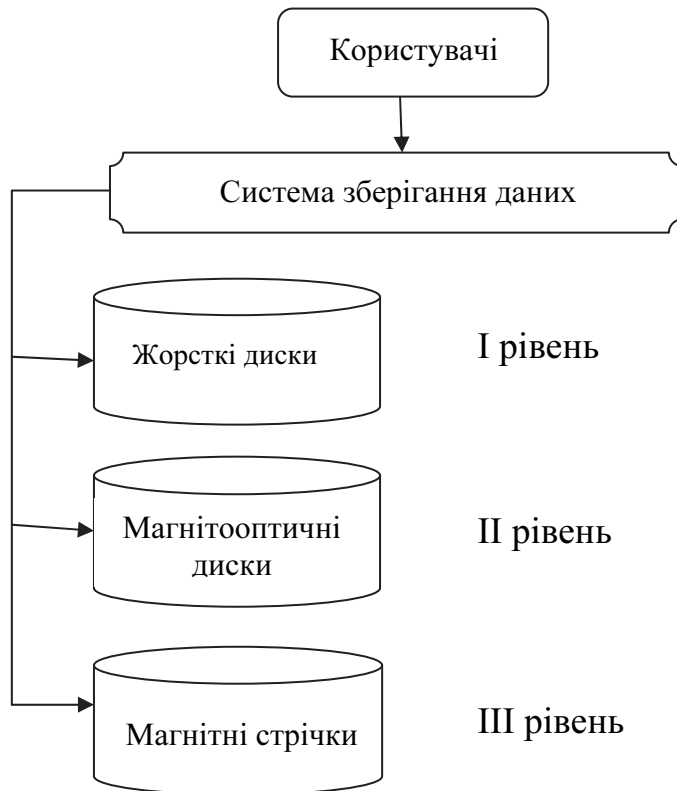 Користувачі
Система зберігання даних
Жорсткі диски
I рівень
Магнітооптичні
диски
II рівень
Магнітні стрічки
III рівень